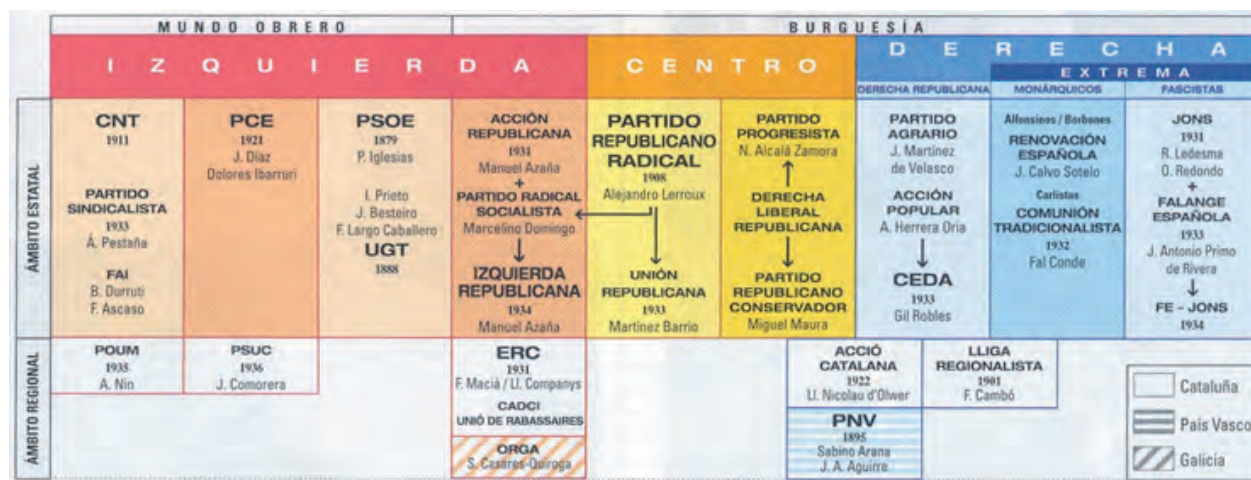 MUNDO OBRERO
BURGUESÍA
IZQUIERDA
CENTRO
DERECHA
EXTREMA
DERECHA REPUBLICANA
MONÁRQUICOS
FASCISTAS
ÁMBITO ESTATAL
CNT
1911
PARTIDO
SINDICALISTA
1933
Á. Pestaña
FAI
B. Durruti
F. Ascaso
PCE
1921
J. Díaz
Dolores Ibarruri
PSOE
1879
P. Iglesias
I. Prieto
J. Besteiro
F. Largo Caballero
UGT
1888
ACCIÓN
REPUBLICANA
1931
Manuel Azaña
+
PARTIDO RADICAL
SOCIALISTA
Marcelino Domingo
IZQUIERDA
REPUBLICANA
1934
Manuel Azaña
PARTIDO
REPUBLICANO
RADICAL
1908
Alejandro Lerroux
UNIÓN
REPUBLICANA
1933
Martínez Barrio
PARTIDO
PROGRESISTA
N. Alcalá Zamora
DERECHA
LIBERAL
REPUBLICANA
PARTIDO
REPUBLICANO
CONSERVADOR
Miguel Maura
PARTIDO
AGRARIO
J. Martínez
de Velasco
ACCIÓN
POPULAR
A. Herrera Oria
CEDA
1933
Gil Robles
Alfonsinos / Borbones
RENOVACIÓN
ESPAÑOLA
J. Calvo Sotelo
Carlistas
COMUNIÓN
TRADICIONALISTA
1932
Fal Conde
JONS
1931
R. Ledesma
O. Redondo
+
FALANGE
ESPAÑOLA
1933
J. Antonio Primo
de Rivera
FE – JONS
1934
ÁMBITO REGIONAL
POUM
1935
A. Nin
PSUC
1936
J. Comorera
ERC
1931
F. Macià / Ll. Companys
CADCI
UNIÓ DE RABASSAIRES
ORGA
S. Casares-Quiroga
ACCIÓ
CATALANA
1922
Ll. Nicolau d'Olwer
PNV
1895
Sabino Arana
J. A. Aguirre
LLIGA
REGIONALISTA
1901
F. Cambó
Cataluña
País Vasco
Galicia